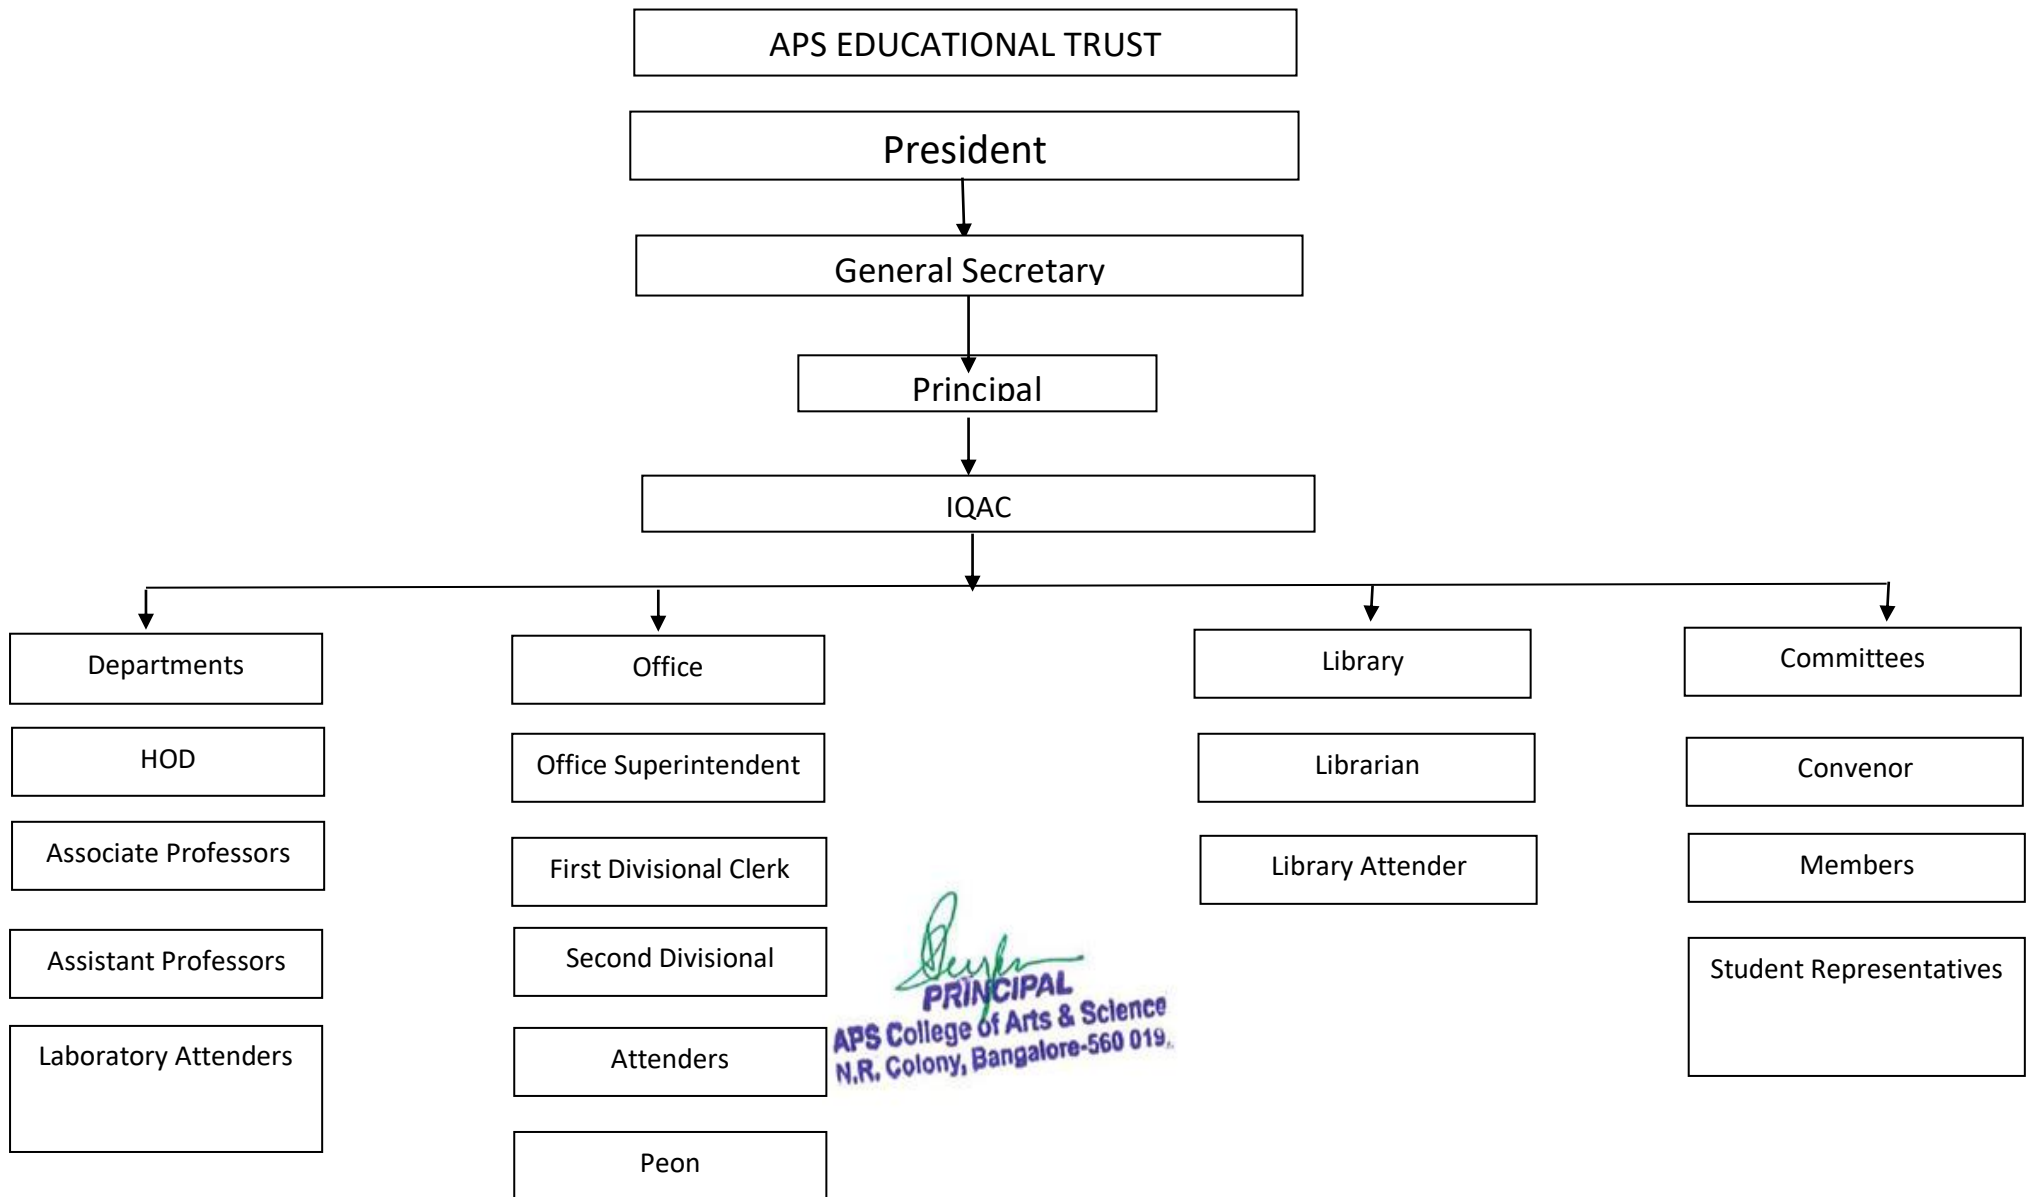 APS EDUCATIONAL TRUST
President
General Secretary
Principal
IQAC
Departments
Office
Library
Committees
HOD
Office Superintendent
Librarian
Convenor
Associate Professors
First Divisional Clerk
Library Attender
Members
Assistant Professors
Second Divisional
Student Representatives
Laboratory Attenders
Attenders
Peon
PRINCIPAL
APS College of Arts & Science
N.R. Colony, Bangalore-560 019.